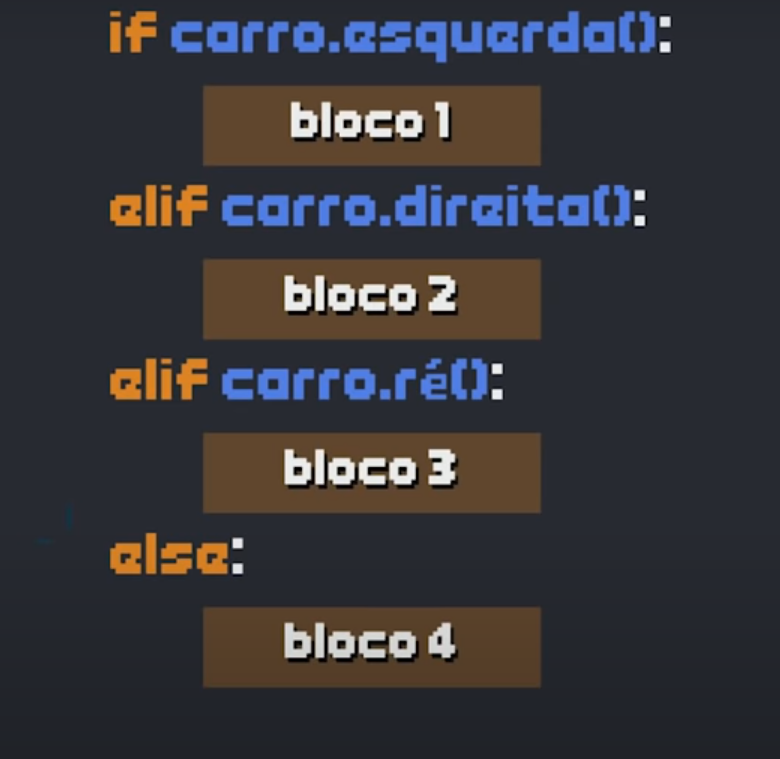 if carro.esquerda():
bloco 1
elif carro.direita():
bloco 2
elif carro.ré():
bloco 3
else:
bloco 4